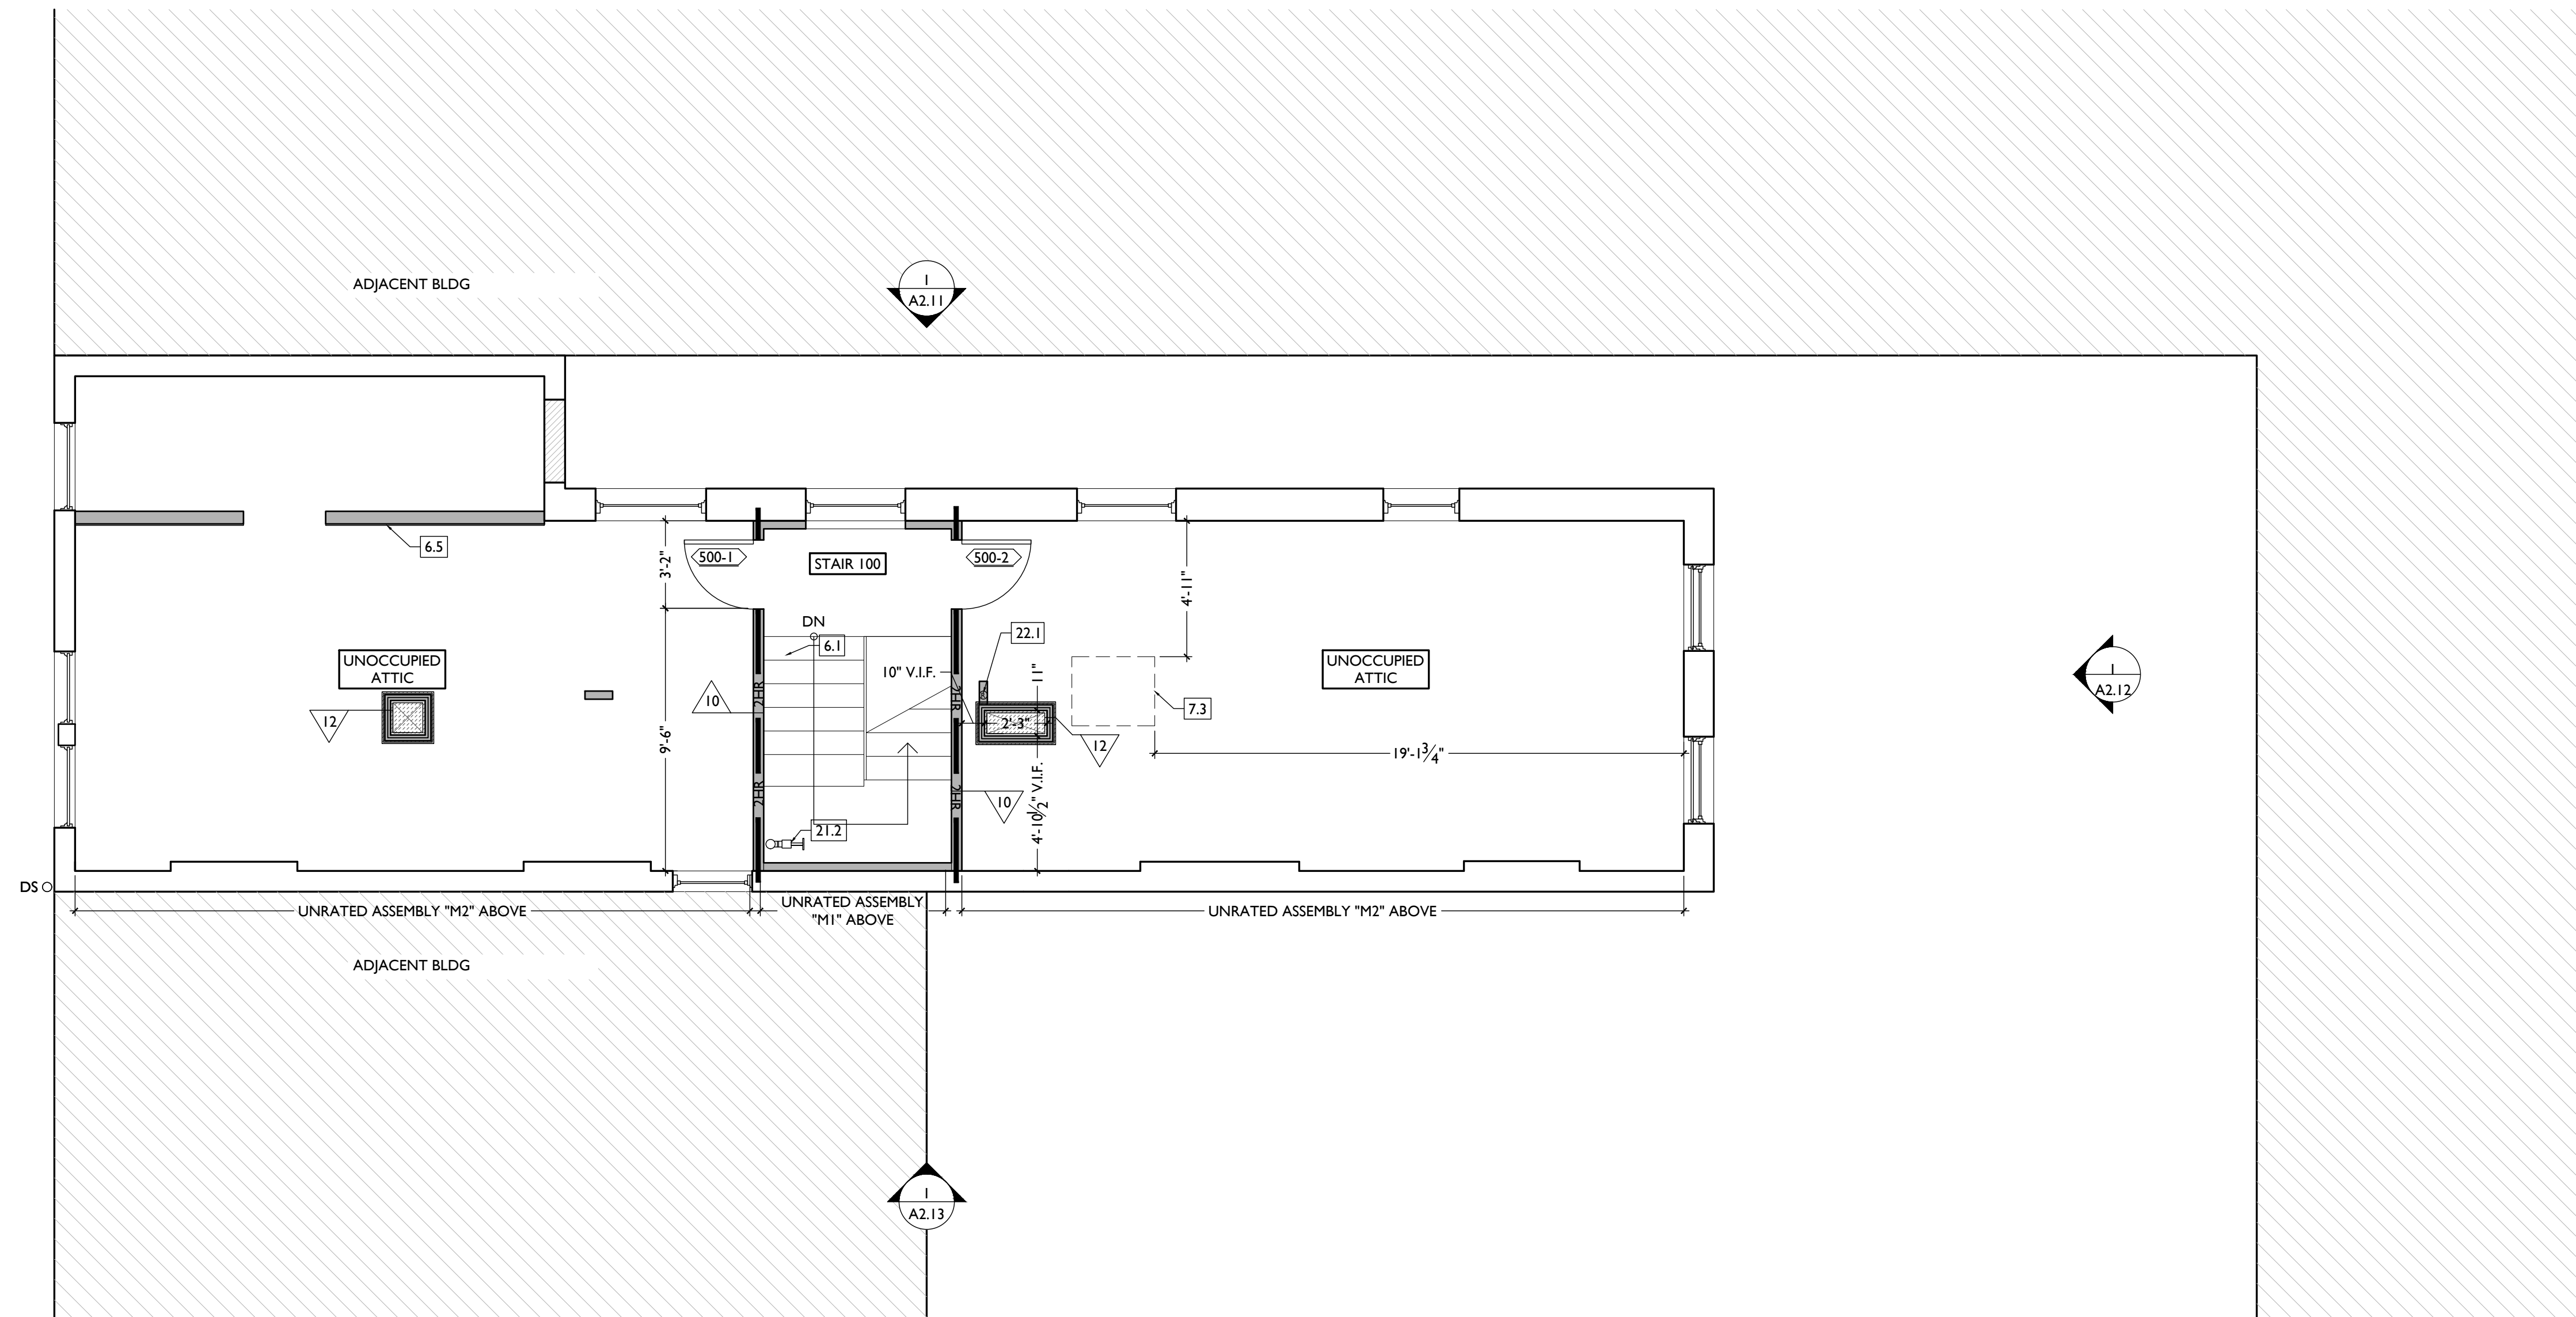 ADJACENT BLDG
1
A2.11
6.5
3'-2"
500-1
STAIR 100
500-2
4'-11"
DN
6.1
22.1
UNOCCUPIED
ATTIC
10" V.I.F.
11"
UNOCCUPIED
ATTIC
1
A2.12
2HR
10
2HR
7.3
12
2'-3"
12
9'-6"
19'-1 3/4"
2HR
2HR
10
4'-10 1/2" V.I.F.
21.2
DS
UNRATED ASSEMBLY "M2" ABOVE
UNRATED ASSEMBLY
"M1" ABOVE
UNRATED ASSEMBLY "M2" ABOVE
ADJACENT BLDG
1
A2.13